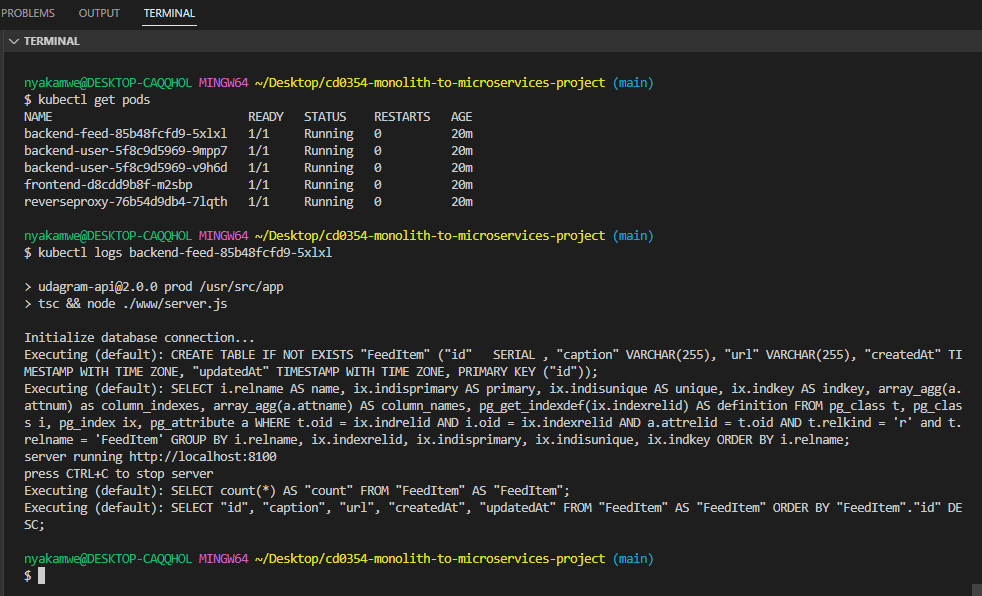 PROBLEMS OUTPUT TERMINAL
TERMINAL
nyakamwe@DESKTOP-CAQQHOL MINGW64 ~/Desktop/cd0354-monolith-to-microservices-project (main)
$ kubectl get pods
NAME READY STATUS RESTARTS AGE
backend-feed-85b48fcfd9-5xlxl 1/1 Running 0 20m
backend-user-5f8c9d5969-9mpp7 1/1 Running 0 20m
backend-user-5f8c9d5969-v9h6d 1/1 Running 0 20m
frontend-d8cdd9b8f-m2sbp 1/1 Running 0 20m
reverseproxy-76b54d9db4-7lqth 1/1 Running 0 20m
nyakamwe@DESKTOP-CAQQHOL MINGW64 ~/Desktop/cd0354-monolith-to-microservices-project (main)
$ kubectl logs backend-feed-85b48fcfd9-5xlxl
> udagram-api@2.0.0 prod /usr/src/app
> tsc && node ./www/server.js
Initialize database connection...
Executing (default): CREATE TABLE IF NOT EXISTS "FeedItem" ("id"   SERIAL , "caption" VARCHAR(255), "url" VARCHAR(255), "createdAt" TI
MESTAMP WITH TIME ZONE, "updatedAt" TIMESTAMP WITH TIME ZONE, PRIMARY KEY ("id"));
Executing (default): SELECT i.relname AS name, ix.indisprimary AS primary, ix.indisunique AS unique, ix.indkey AS indkey, array_agg(a.
attnum) as column_indexes, array_agg(a.attname) AS column_names, pg_get_indexdef(ix.indexrelid) AS definition FROM pg_class t, pg_clas
s i, pg_index ix, pg_attribute a WHERE t.oid = ix.indrelid AND i.oid = ix.indexrelid AND a.attrelid = t.oid AND t.relkind = 'r' and t.
relname = 'FeedItem' GROUP BY i.relname, ix.indexrelid, ix.indisprimary, ix.indisunique, ix.indkey ORDER BY i.relname;
server running http://localhost:8100
press CTRL+C to stop server
Executing (default): SELECT count(*) AS "count" FROM "FeedItem" AS "FeedItem";
Executing (default): SELECT "id", "caption", "url", "createdAt", "updatedAt" FROM "FeedItem" AS "FeedItem" ORDER BY "FeedItem"."id" DE
SC;
nyakamwe@DESKTOP-CAQQHOL MINGW64 ~/Desktop/cd0354-monolith-to-microservices-project (main)
$